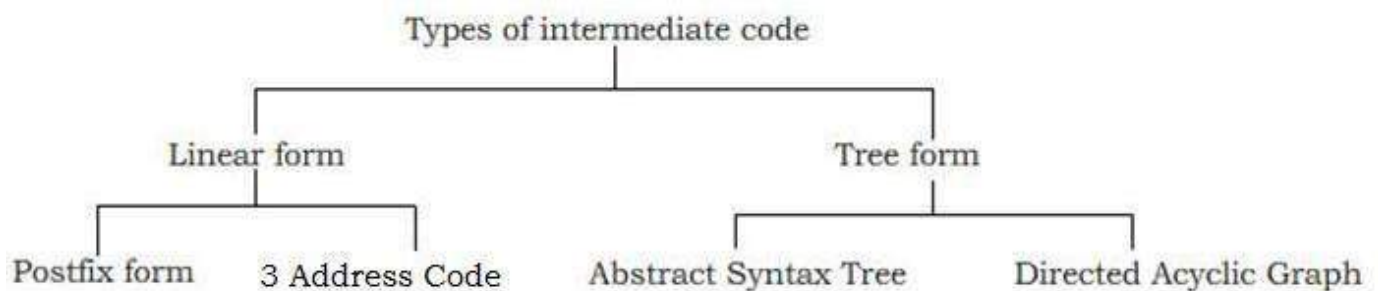 Types of intermediate code
Linear form
Tree form
Postfix form
3 Address Code
Abstract Syntax Tree
Directed Acyclic Graph